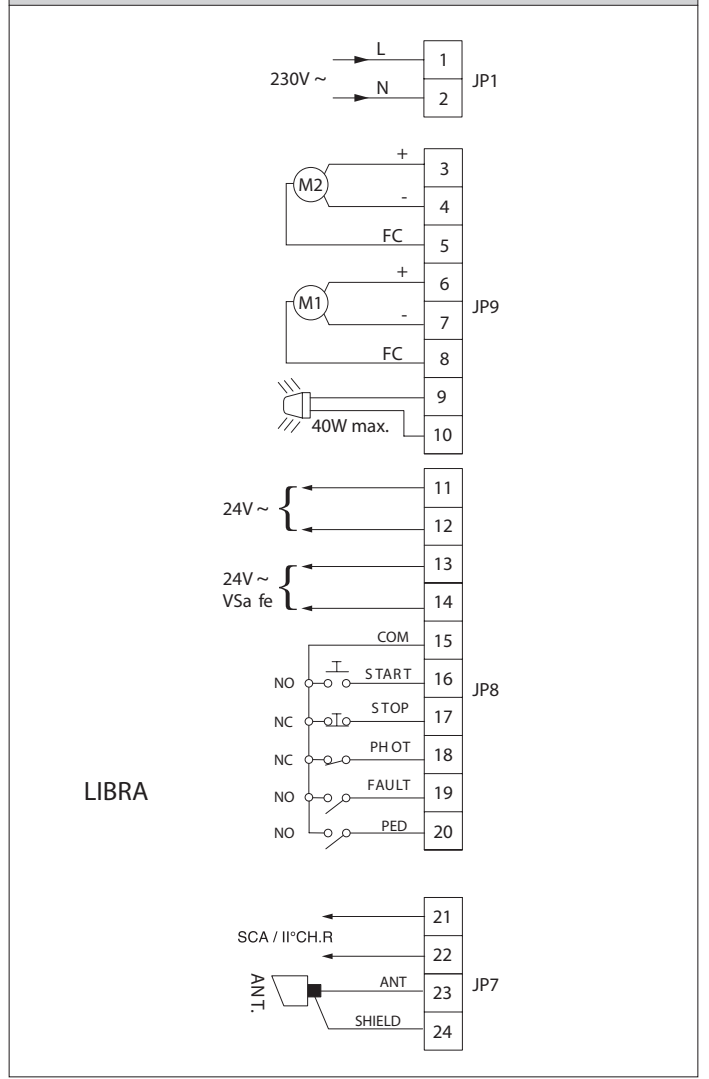 L
1
230V ~
JP1
N
2
+
3
M2
-
4
FC
5
+
6
M1
JP9
-
7
FC
8
9
40W max.
10
11
24V ~
12
13
24V ~
VSa fe
14
COM
15
NO
START
16
JP8
NC
STOP
17
NC
PHOT
18
LIBRA
NO
FAULT
19
NO
PED
20
21
SCA / II°CH.R
22
ANT.
ANT
23
JP7
SHIELD
24